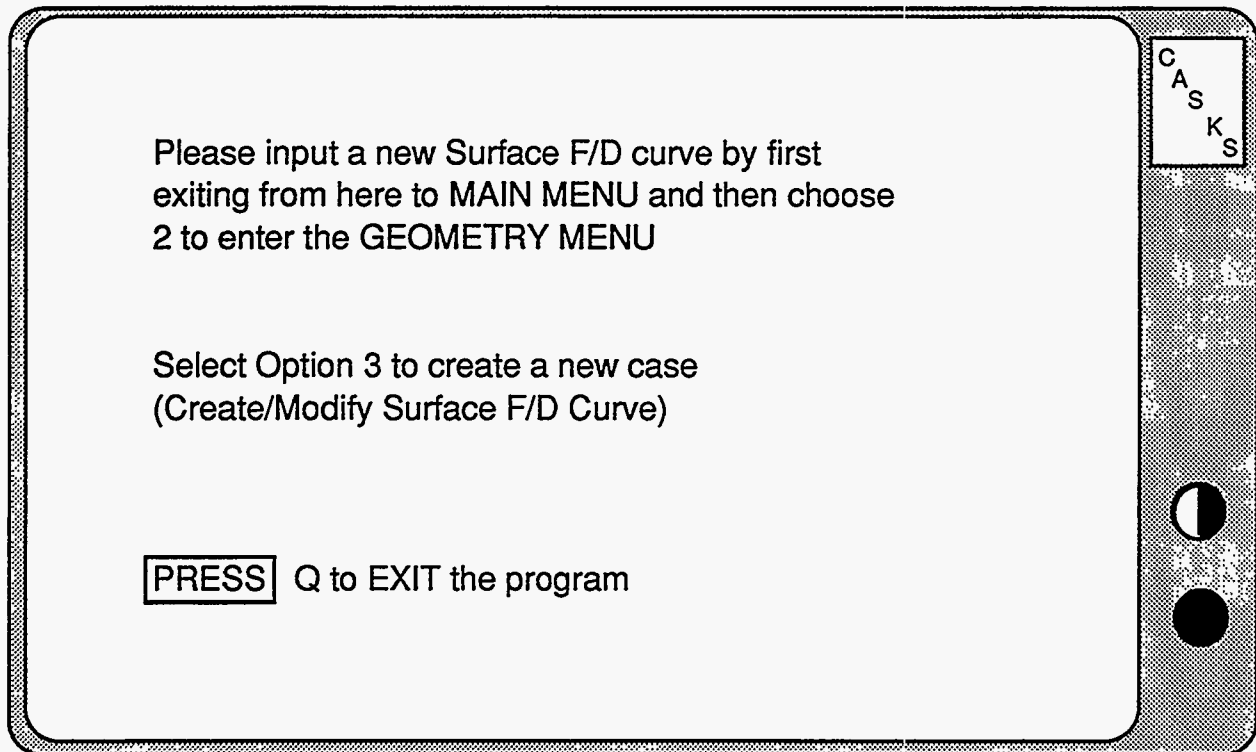 CASKS
Please input a new Surface F/D curve by first
exiting from here to MAIN MENU and then choose
2 to enter the GEOMETRY MENU
Select Option 3 to create a new case
(Create/Modify Surface F/D Curve)
PRESS Q to EXIT the program